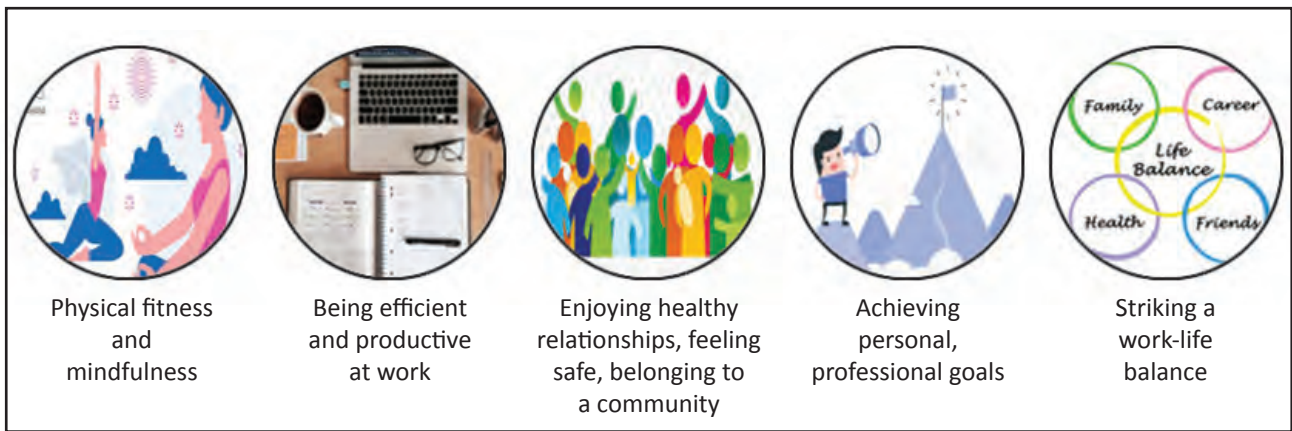 Family
Career
Life
Balance
Health
Friends
Physical fitness
and
mindfulness
Being efficient
and productive
at work
Enjoying healthy
relationships, feeling
safe, belonging to
a community
Achieving
personal,
professional goals
Striking a
work-life
balance